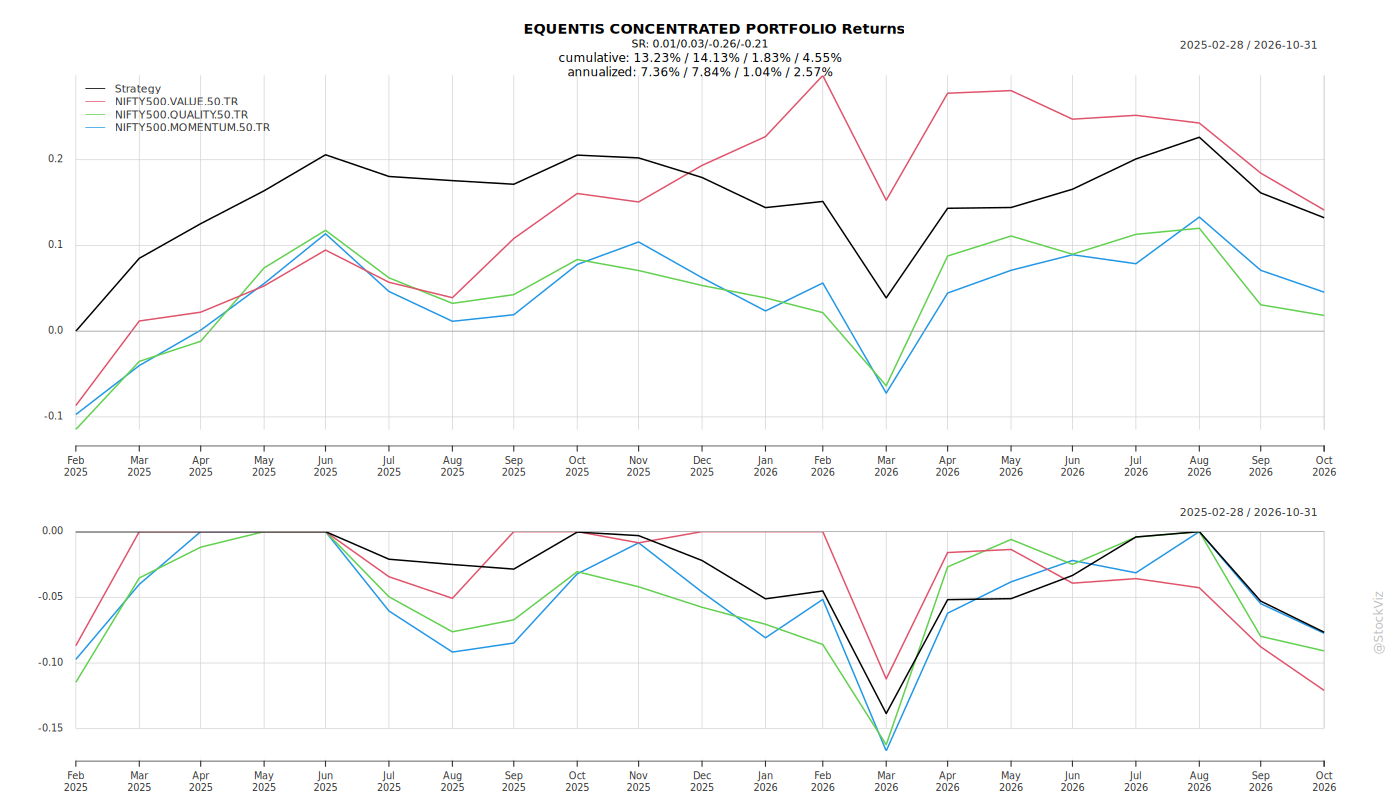 EQUENTIS CONCENTRATED PORTFOLIO Returns
SR: 0.01/0.03/-0.26/-0.21
cumulative: 13.23% / 14.13% / 1.83% / 4.55%
annualized: 7.36% / 7.84% / 1.04% / 2.57%
2025-02-28 / 2026-10-31
Strategy
NIFTY500.VALUE.50.TR
NIFTY500.QUALITY.50.TR
NIFTY500.MOMENTUM.50.TR
0.2
0.1
0.0
-0.1
Feb Mar Apr May Jun Jul Aug Sep Oct Nov Dec Jan Feb Mar Apr May Jun Jul Aug Sep Oct
2025 2025 2025 2025 2025 2025 2025 2025 2025 2025 2025 2026 2026 2026 2026 2026 2026 2026 2026 2026 2026
2025-02-28 / 2026-10-31
0.00
-0.05
-0.10
-0.15
Feb Mar Apr May Jun Jul Aug Sep Oct Nov Dec Jan Feb Mar Apr May Jun Jul Aug Sep Oct
2025 2025 2025 2025 2025 2025 2025 2025 2025 2025 2025 2026 2026 2026 2026 2026 2026 2026 2026 2026 2026
@StockViz